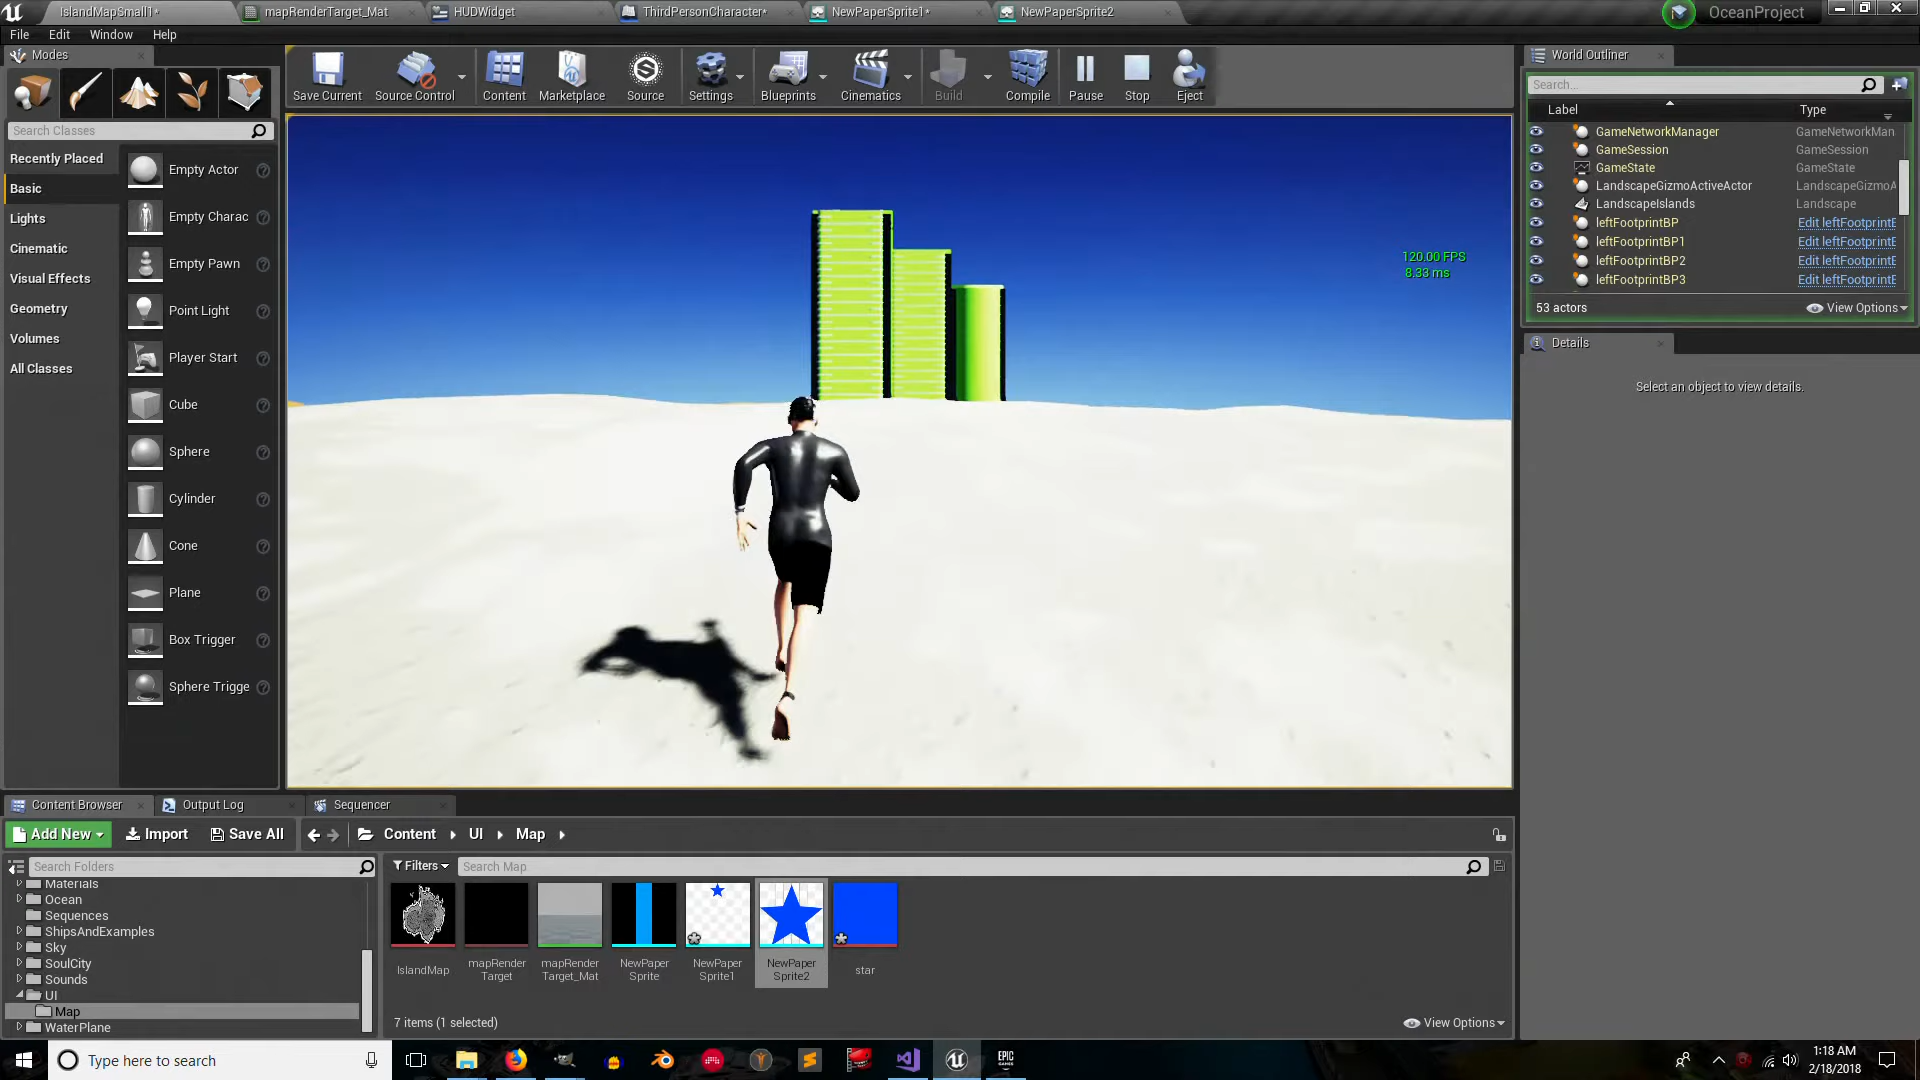 IslandMapSmall1*
mapRenderTarget_Mat
HUDWidget
ThirdPersonCharacter*
NewPaperSprite1*
NewPaperSprite2
OceanProject
File
Edit
Window
Help
Modes
Search Classes
Recently Placed
Basic
Lights
Cinematic
Visual Effects
Geometry
Volumes
All Classes
Empty Actor
Empty Charac
Empty Pawn
Point Light
Player Start
Cube
Sphere
Cylinder
Cone
Plane
Box Trigger
Sphere Trigge
Save Current
Source Control
Content
Marketplace
Source
Settings
Blueprints
Cinematics
Build
Compile
Pause
Stop
Eject
120.00 FPS
8.33 ms
World Outliner
Search...
Label
Type
GameNetworkManager
GameNetworkMan
GameSession
GameSession
GameState
GameState
LandscapeGizmoActiveActor
LandscapeGizmoA
LandscapeIslands
Landscape
leftFootprintBP
Edit leftFootprintE
leftFootprintBP1
Edit leftFootprintE
leftFootprintBP2
Edit leftFootprintE
leftFootprintBP3
Edit leftFootprintE
53 actors
View Options
Details
Select an object to view details.
Content Browser
Output Log
Sequencer
Add New
Import
Save All
Content
UI
Map
Search Folders
Filters
Search Map
Materials
Ocean
Sequences
ShipsAndExamples
Sky
SoulCity
Sounds
UI
Map
WaterPlane
IslandMap
mapRender
Target
mapRender
Target_Mat
NewPaper
Sprite
NewPaper
Sprite1
NewPaper
Sprite2
star
7 items (1 selected)
View Options
Type here to search
EPIC
GAMES
1:18 AM
2/18/2018